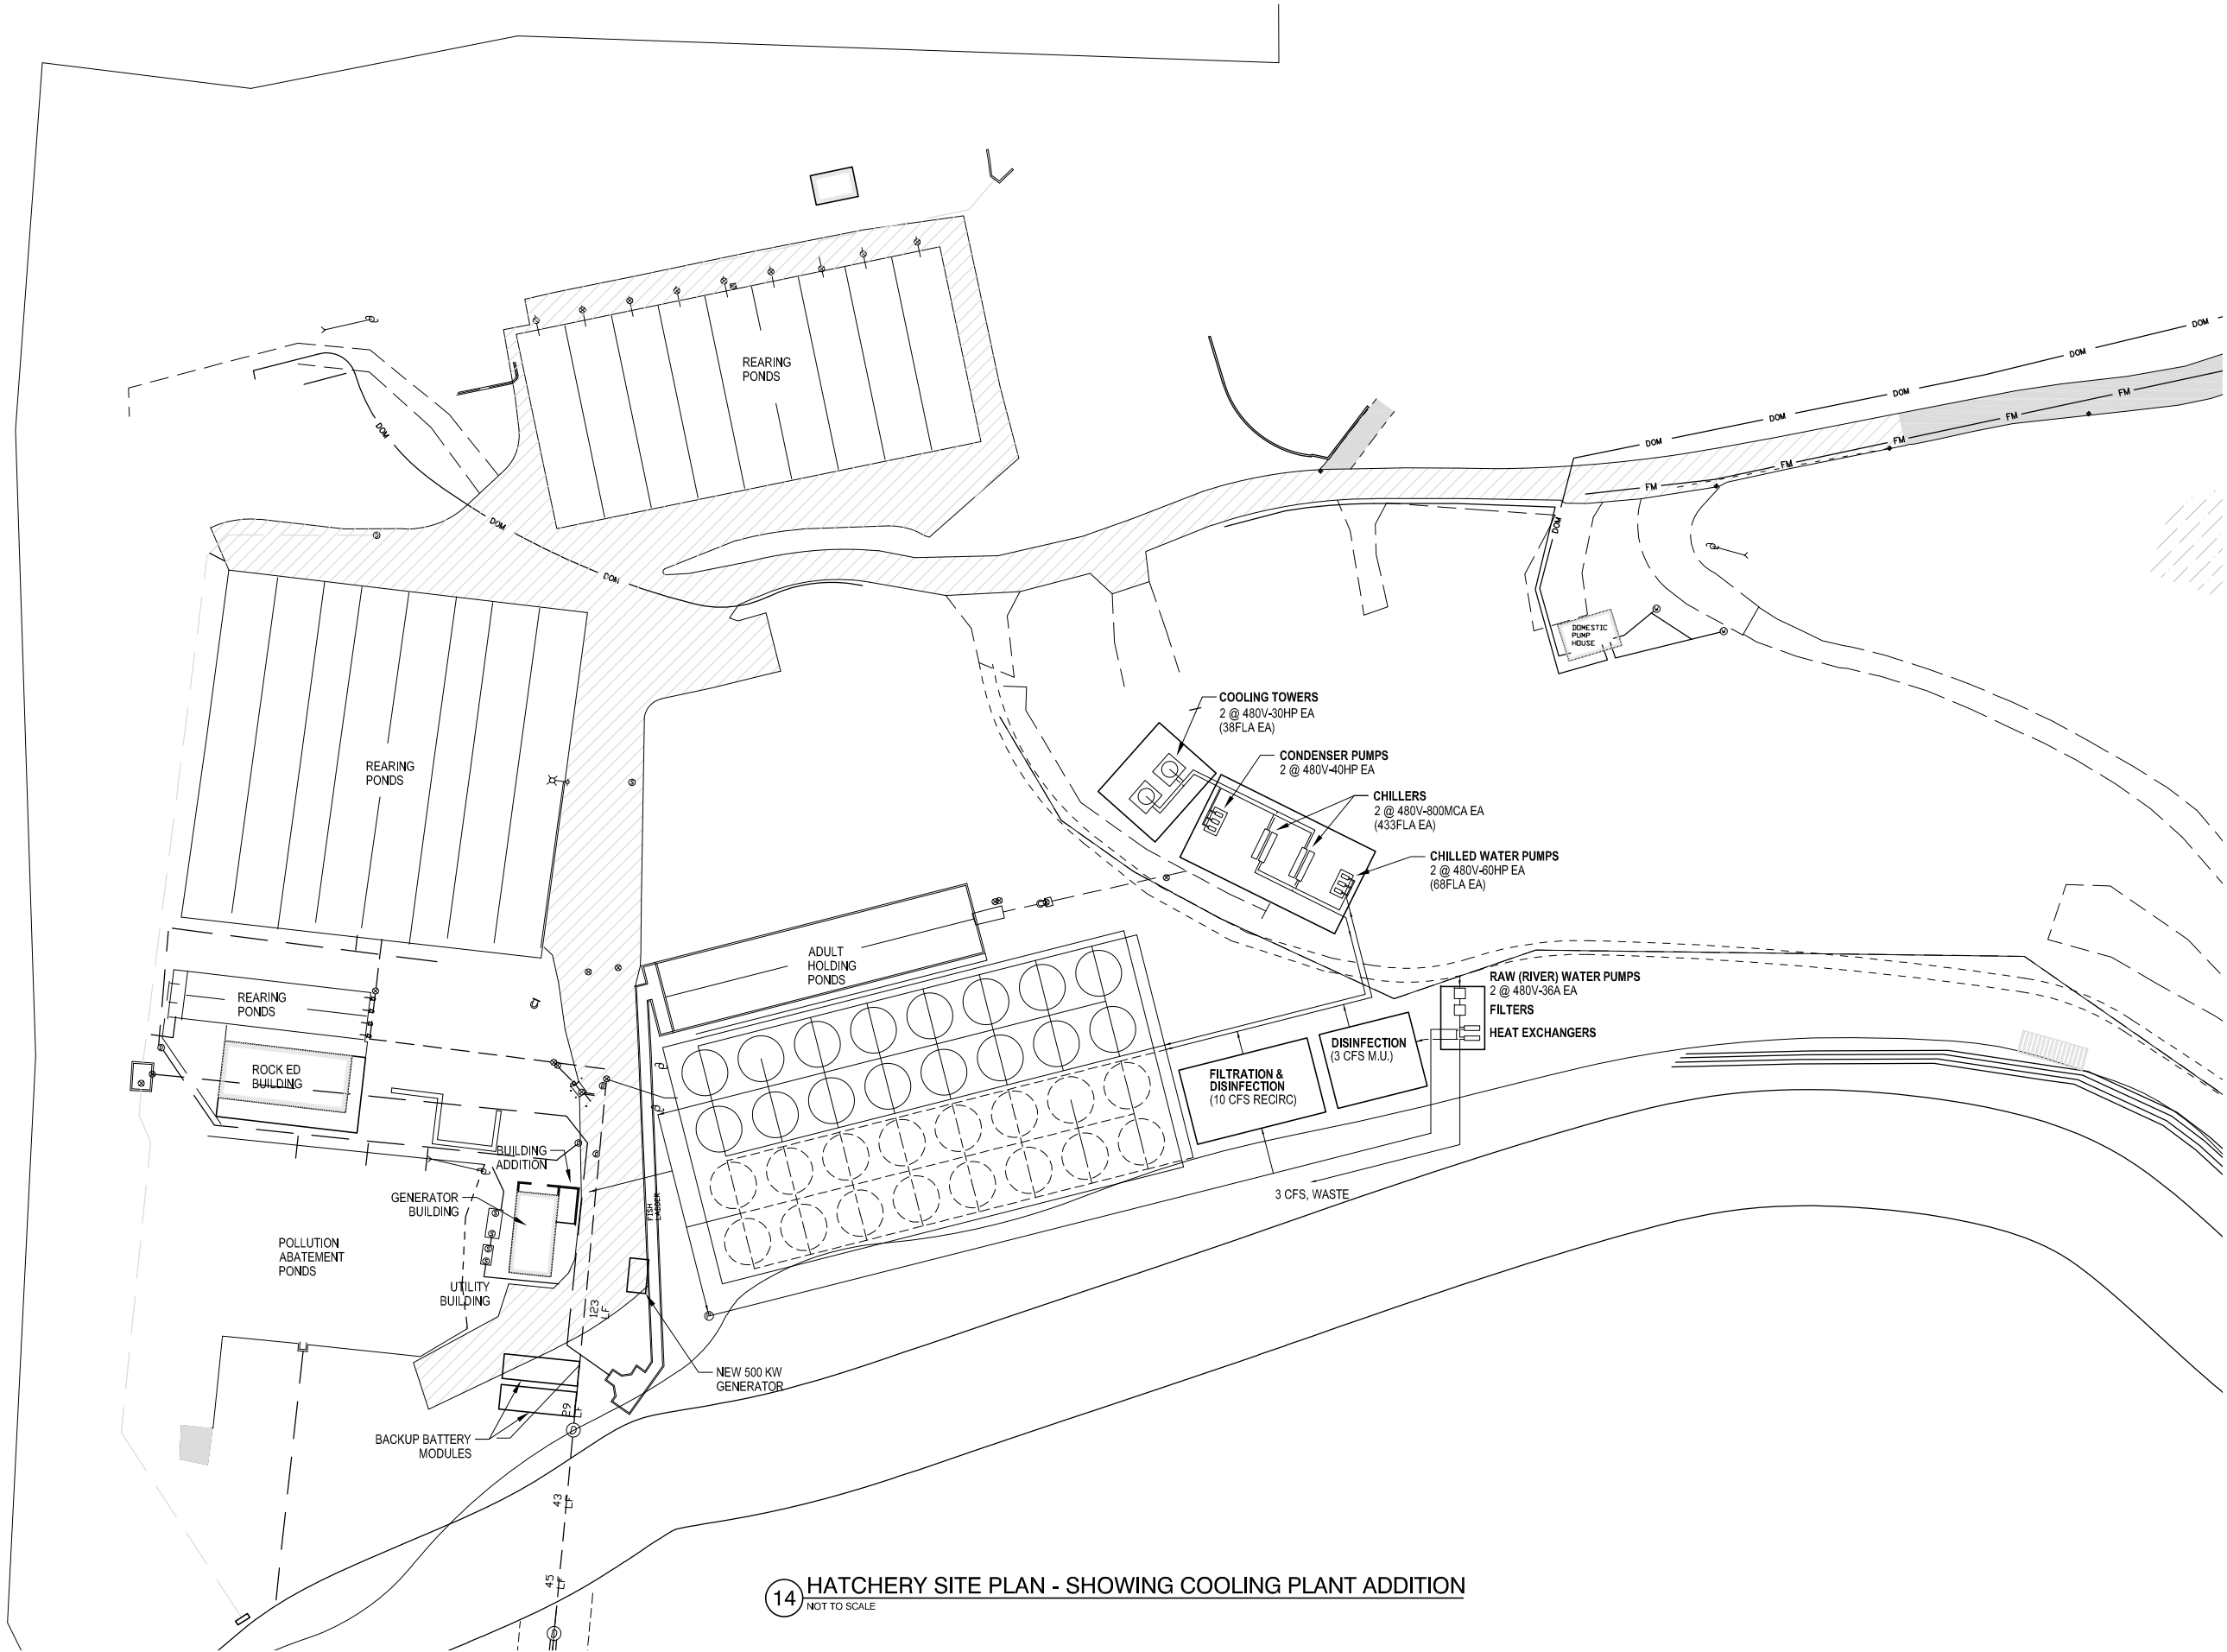 REARING
PONDS
DOM
DOM
DOM
DOM
DOM
DOM
FM
FM
FM
FM
FM
DOM
DOM
DOM
DOM
DOMESTIC
PUMP
HOUSE
COOLING TOWERS
2 @ 480V-30HP EA
(38FLA EA)
CONDENSER PUMPS
2 @ 480V-40HP EA
CHILLERS
2 @ 480V-800MCA EA
(433FLA EA)
CHILLED WATER PUMPS
2 @ 480V-60HP EA
(68FLA EA)
REARING
PONDS
ADULT
HOLDING
PONDS
RAW (RIVER) WATER PUMPS
2 @ 480V-36A EA
FILTERS
HEAT EXCHANGERS
REARING
PONDS
ROCK ED
BUILDING
DISINFECTION
(3 CFS M.U.)
FILTRATION &
DISINFECTION
(10 CFS RECIRC)
BUILDING
ADDITION
GENERATOR
BUILDING
FISH
LADDER
3 CFS, WASTE
POLLUTION
ABATEMENT
PONDS
UTILITY
BUILDING
123
LF
NEW 500 KW
GENERATOR
29
LF
BACKUP BATTERY
MODULES
43
LF
45
LF
14 HATCHERY SITE PLAN - SHOWING COOLING PLANT ADDITION
NOT TO SCALE